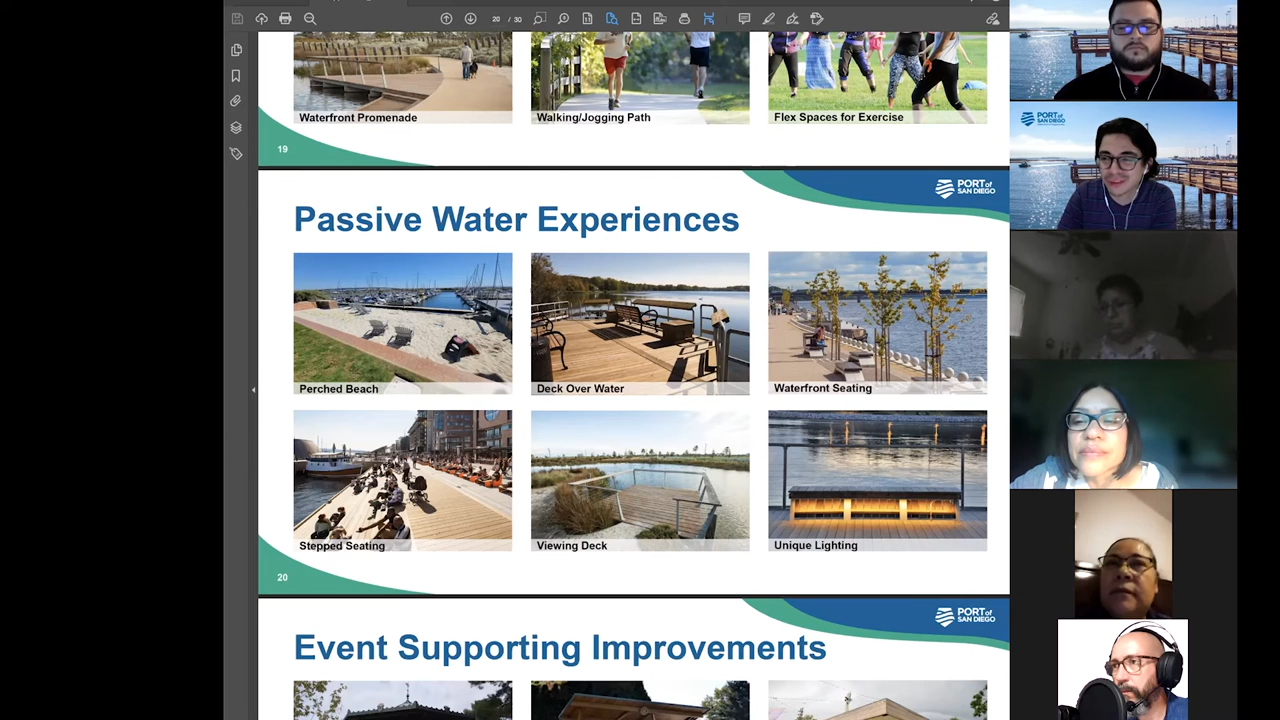 20 / 30
Waterfront Promenade
Walking/Jogging Path
Flex Spaces for Exercise
19
PORT of
SAN DIEGO
Passive Water Experiences
Perched Beach
Deck Over Water
Waterfront Seating
Stepped Seating
Viewing Deck
Unique Lighting
20
PORT of
SAN DIEGO
Event Supporting Improvements
PORT of
SAN DIEGO